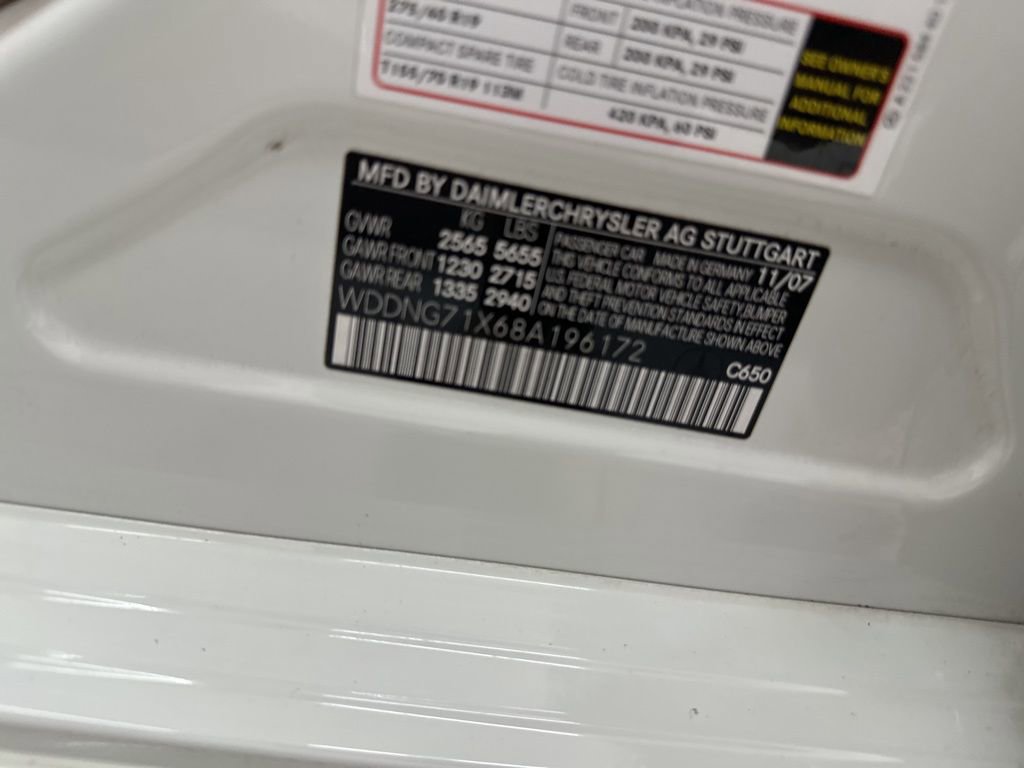 INFLATION PRESSURE
275/45 R19
FRONT 200 KPA, 29 PSI
REAR 200 KPA, 29 PSI
COMPACT SPARE TIRE
COLD TIRE INFLATION PRESSURE
T155/70 R19 113M
420 KPA, 60 PSI
SEE OWNER'S
MANUAL FOR
ADDITIONAL
INFORMATION
MFD BY DAIMLERCHRYSLER AG STUTTGART
KG LBS
GVWR 2565 5655
GAWR FRONT 1230 2715
GAWR REAR 1335 2940
PASSENGER CAR MADE IN GERMANY 11/07
THIS VEHICLE CONFORMS TO ALL APPLICABLE
U.S. FEDERAL MOTOR VEHICLE SAFETY, BUMPER
AND THEFT PREVENTION STANDARDS IN EFFECT
ON THE DATE OF MANUFACTURE SHOWN ABOVE
WDDNG71X68A196172
C650